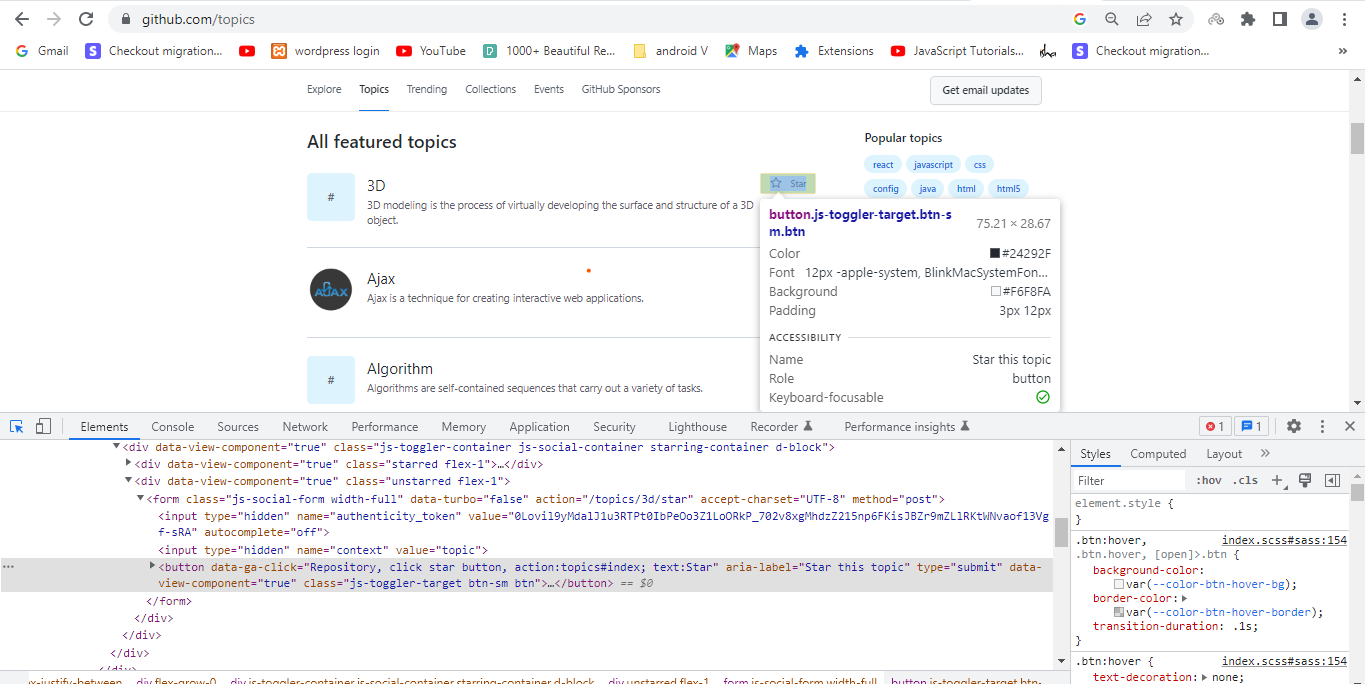 github.com/topics
Gmail Checkout migration... wordpress login YouTube 1000+ Beautiful Re... android V Maps Extensions JavaScript Tutorials... Checkout migration... »
Explore Topics Trending Collections Events GitHub Sponsors Get email updates
All featured topics
3D
3D modeling is the process of virtually developing the surface and structure of a 3D
object.
Star
Popular topics
react javascript css
config java html html5
button.js-toggler-target.btn-s
m.btn
75.21 × 28.67
Color #24292F
Font 12px -apple-system, BlinkMacSystemFon...
Background #F6F8FA
Padding 3px 12px
ACCESSIBILITY
Name Star this topic
Role button
Keyboard-focusable
Ajax
Ajax is a technique for creating interactive web applications.
Algorithm
Algorithms are self-contained sequences that carry out a variety of tasks.
Elements Console Sources Network Performance Memory Application Security Lighthouse Recorder Performance insights 1 1
<div data-view-component="true" class="js-toggler-container js-social-container starring-container d-block">
<div data-view-component="true" class="starred flex-1">…</div>
<div data-view-component="true" class="unstarred flex-1">
<form class="js-social-form width-full" data-turbo="false" action="/topics/3d/star" accept-charset="UTF-8" method="post">
<input type="hidden" name="authenticity_token" value="0Lovil9yMdalJ1u3RTPt0IbPeOo3Z1LoORkP_702v8xgMhdzZ215np6FKisJBZr9mZLlRKtWNvaof13Vg
f-sRA" autocomplete="off">
<input type="hidden" name="context" value="topic">
<button data-ga-click="Repository, click star button, action:topics#index; text:Star" aria-label="Star this topic" type="submit" data-
view-component="true" class="js-toggler-target btn-sm btn">…</button> == $0
</form>
</div>
</div>
</div>
Styles Computed Layout »
Filter :hov .cls +
element.style {
}
.btn:hover, index.scss#sass:154
.btn.hover, [open]>.btn {
background-color:
var(--color-btn-hover-bg);
border-color:
var(--color-btn-hover-border);
transition-duration: .1s;
}
.btn:hover { index.scss#sass:154
text-decoration: none;
x-justify-between div.flex-grow-0 div.js-toggler-container.js-social-container.starring-container.d-block div.unstarred.flex-1 form.js-social-form.width-full button.js-toggler-target.btn-